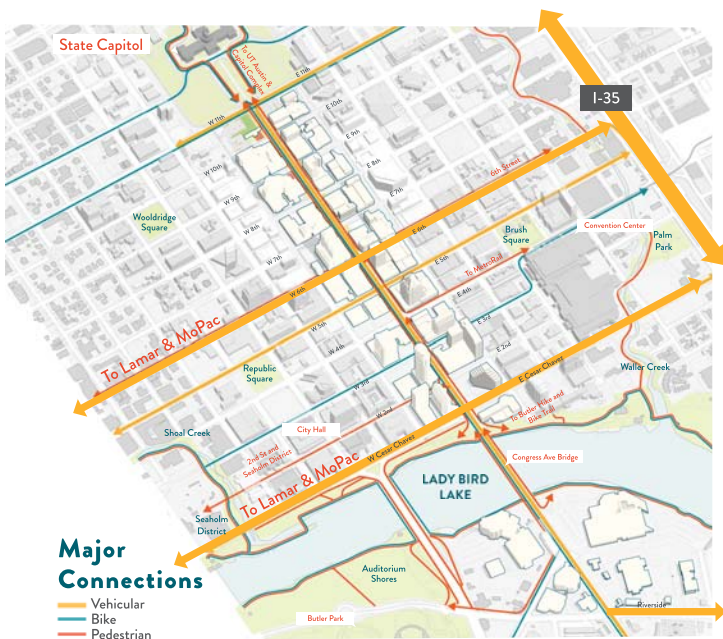 State Capitol
To UT Austin &
Capitol Complex
E 11th
I-35
W 11th
E 10th
E 9th
W 10th
E 8th
6th Street
W 9th
E 7th
Wooldridge
Square
W 8th
E 6th
Brush
Square
Convention Center
Palm
Park
W 7th
E 5th
To MetroRail
W 6th
E 4th
To Lamar & MoPac
W 5th
E 3rd
W 4th
E 2nd
Republic
Square
E Cesar Chavez
W 3rd
Waller Creek
W 2nd
To Butler Hike and
Bike Trail
Shoal Creek
City Hall
2nd St and
Seaholm District
W Cesar Chavez
Congress Ave Bridge
To Lamar & MoPac
LADY BIRD
LAKE
Seaholm
District
Auditorium
Shores
Riverside
Butler Park
Major
Connections
Vehicular
Bike
Pedestrian